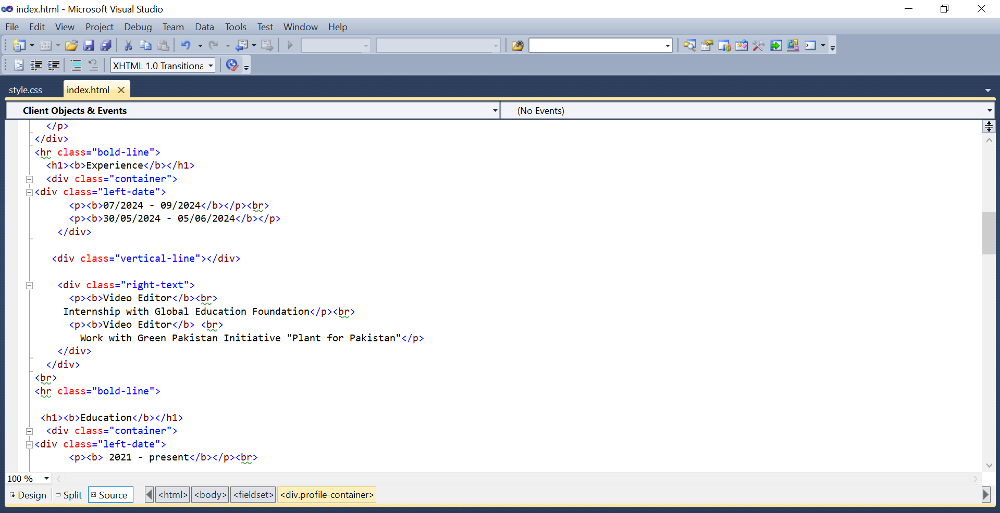 index.html - Microsoft Visual Studio
File Edit View Project Debug Team Data Tools Test Window Help
XHTML 1.0 Transitiona
style.css index.html
Client Objects & Events (No Events)
</p>
</div>
<hr class="bold-line">
<h1><b>Experience</b></h1>
<div class="container">
<div class="left-date">
<p><b>07/2024 - 09/2024</b></p><br>
<p><b>30/05/2024 - 05/06/2024</b></p>
</div>
<div class="vertical-line"></div>
<div class="right-text">
<p><b>Video Editor</b><br>
Internship with Global Education Foundation</p><br>
<p><b>Video Editor</b> <br>
Work with Green Pakistan Initiative "Plant for Pakistan"</p>
</div>
</div>
<br>
<hr class="bold-line">
<h1><b>Education</b></h1>
<div class="container">
<div class="left-date">
<p><b> 2021 - present</b></p><br>
100 %
Design Split Source <html> <body> <fieldset> <div.profile-container>